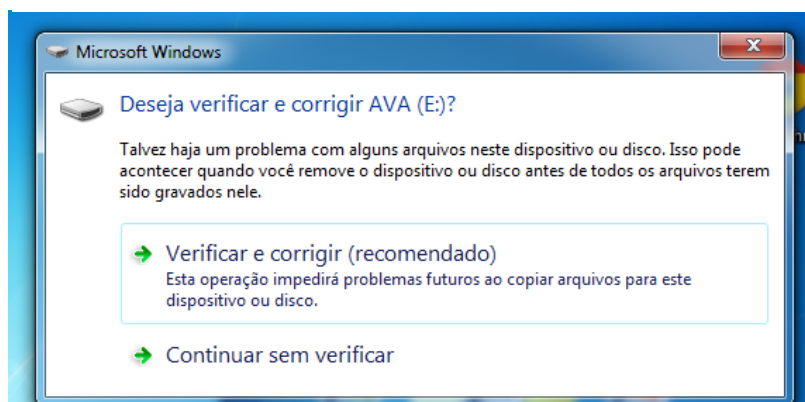 Microsoft Windows
Deseja verificar e corrigir AVA (E:)?
Talvez haja um problema com alguns arquivos neste dispositivo ou disco. Isso pode
acontecer quando você remove o dispositivo ou disco antes de todos os arquivos terem
sido gravados nele.
Verificar e corrigir (recomendado)
Esta operação impedirá problemas futuros ao copiar arquivos para este
dispositivo ou disco.
Continuar sem verificar